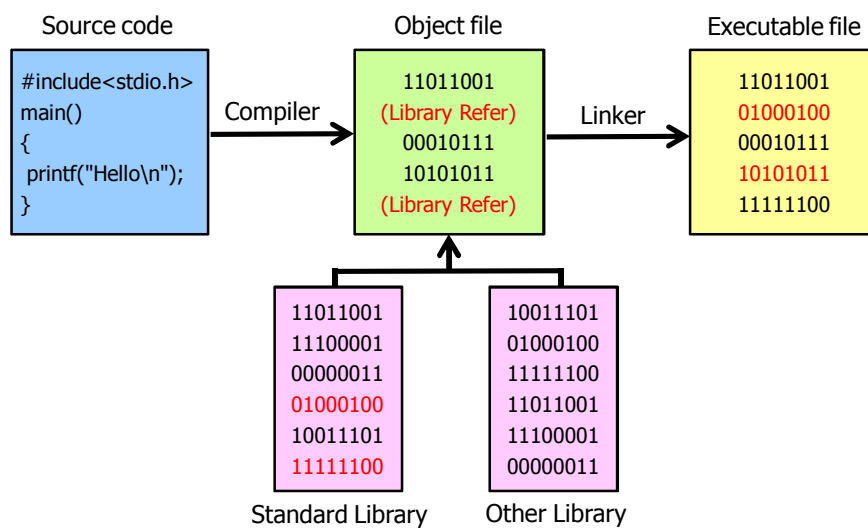 Source code
#include<stdio.h>
main()
{
printf("Hello\n");
}
Compiler
Object file
11011001
(Library Refer)
00010111
10101011
(Library Refer)
Linker
Executable file
11011001
01000100
00010111
10101011
11111100
11011001
11100001
00000011
01000100
10011101
11111100
Standard Library
10011101
01000100
11111100
11011001
11100001
00000011
Other Library